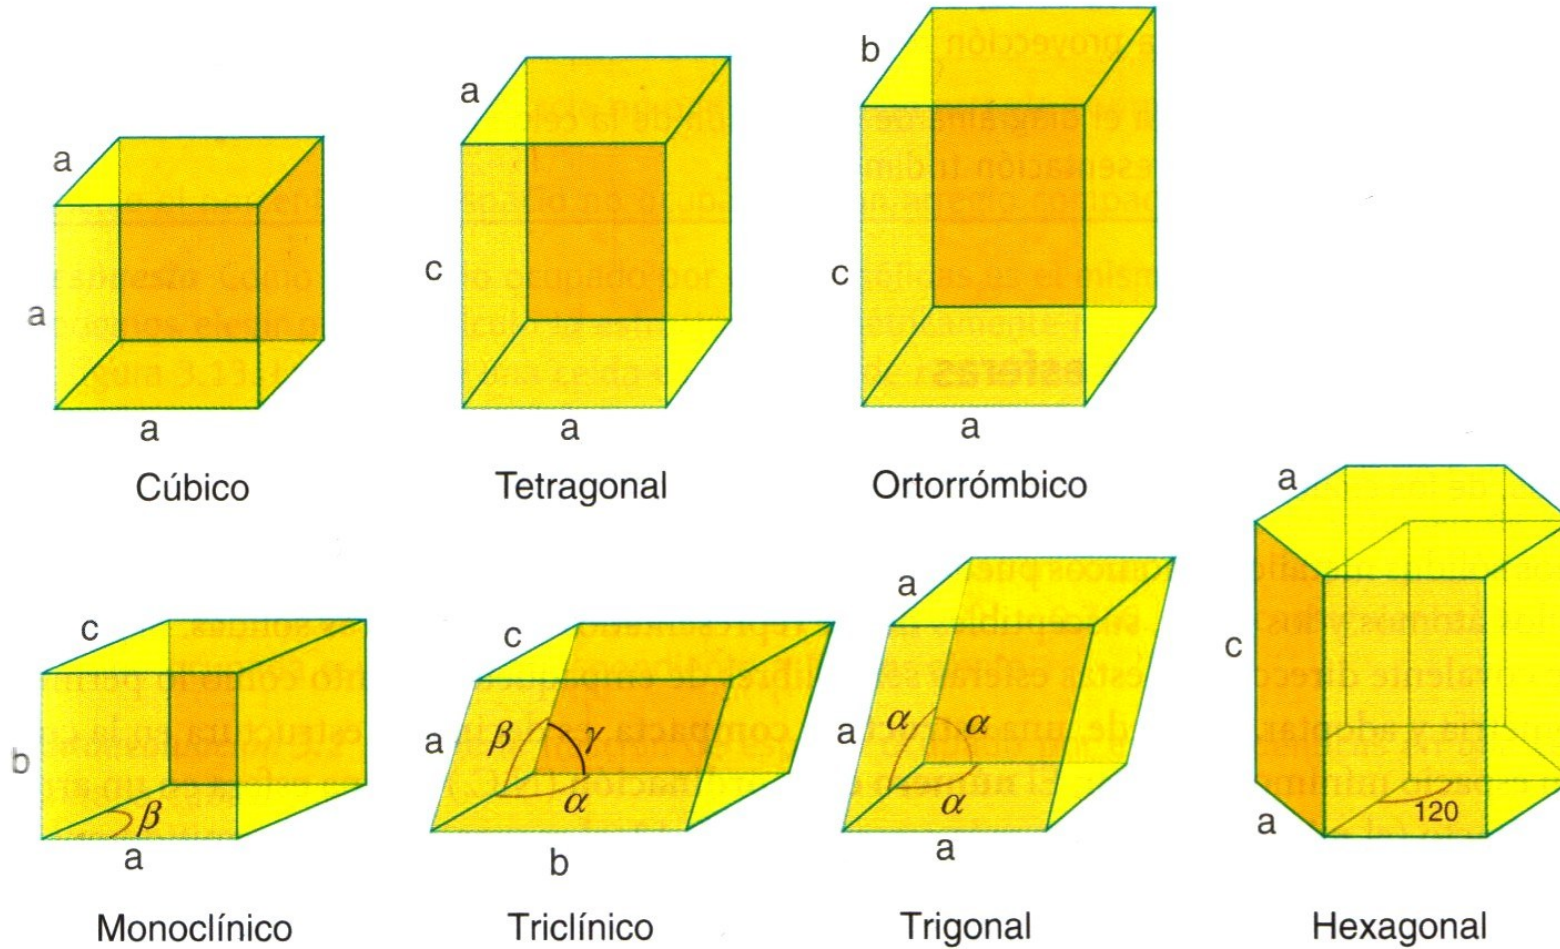 a
a
a
Cúbico
a
c
a
Tetragonal
b
c
a
Ortorrómbico
c
b
β
a
Monoclínico
c
a
β
γ
α
b
Triclínico
a
a
α
α
α
a
Trigonal
a
c
a
120
Hexagonal